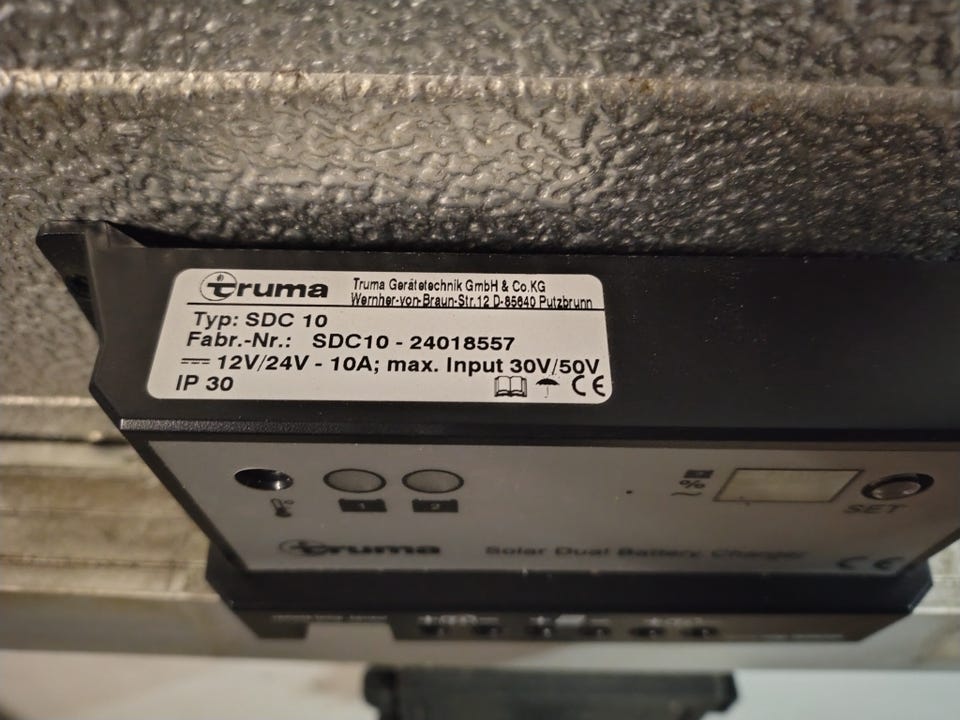 truma
Truma Gerätetechnik GmbH & Co.KG
Wernher-von-Braun-Str.12 D-85640 Putzbrunn
Typ: SDC 10
Fabr.-Nr.: SDC10 - 24018557
12V/24V - 10A; max. Input 30V/50V
IP 30
CE
1 2
%
SET
truma Solar Dual Battery Charger CE